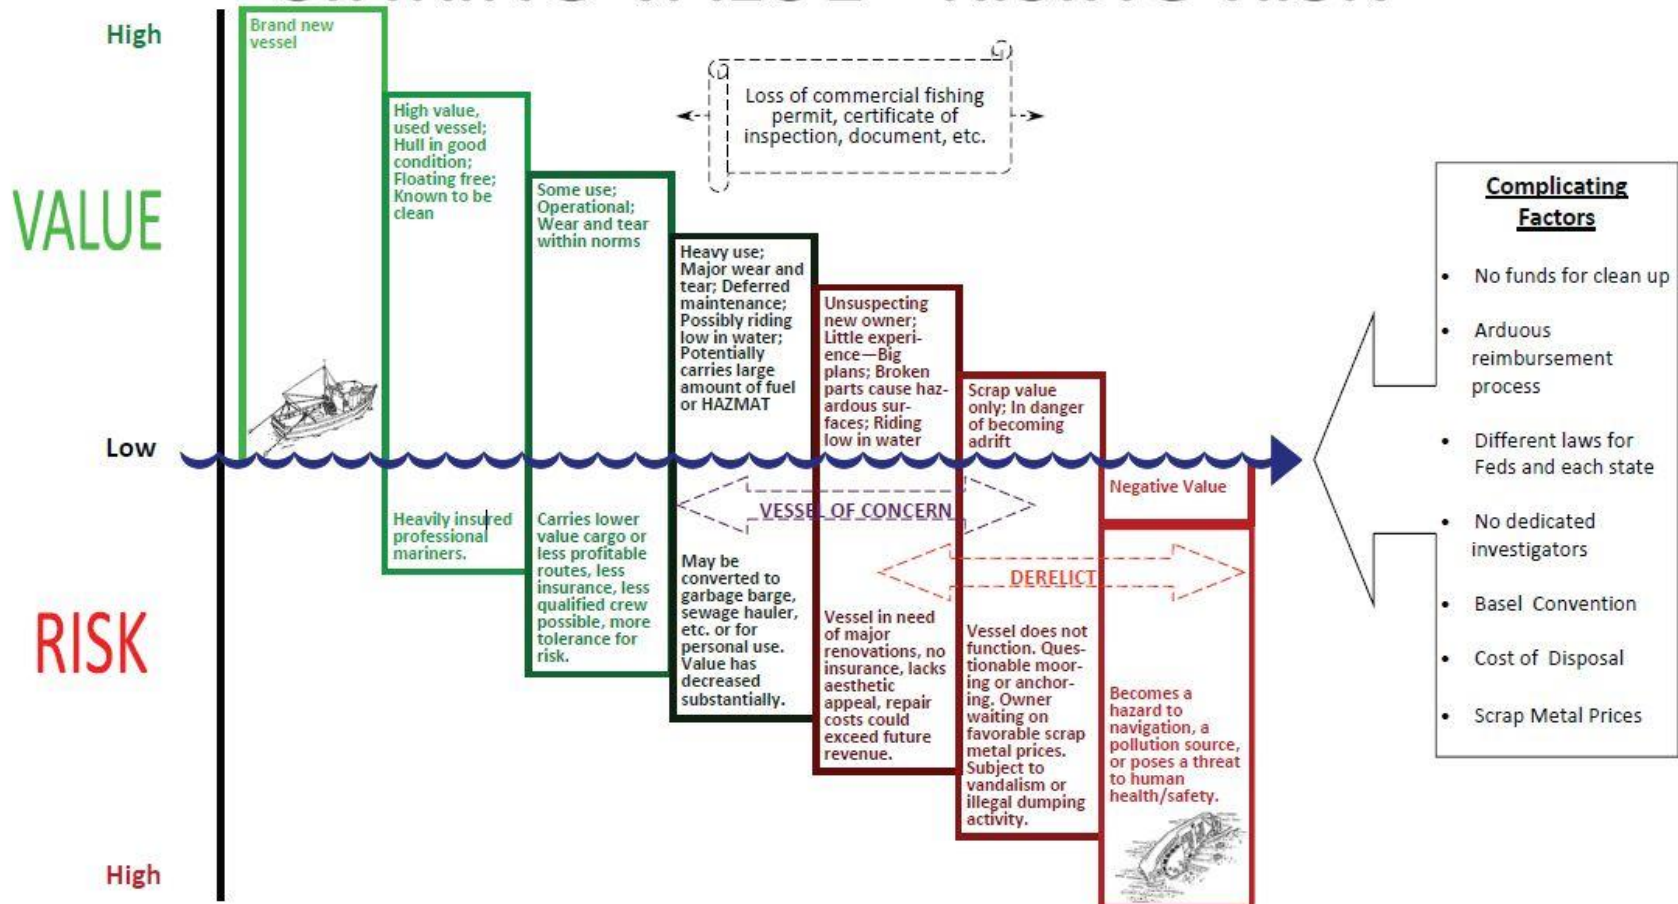 High
Brand new
vessel
High value,
used vessel;
Hull in good
condition;
Floating free;
Known to be
clean
Some use;
Operational;
Wear and tear
within norms
Heavy use;
Major wear and
tear; Deferred
maintenance;
Possibly riding
low in water;
Potentially
carries large
amount of fuel
or HAZMAT
Unsuspecting
new owner;
Little experi-
ence—Big
plans; Broken
parts cause haz-
ardous sur-
faces; Riding
low in water
Scrap value
only; In danger
of becoming
adrift
Negative Value
Loss of commercial fishing
permit, certificate of
inspection, document, etc.
VALUE
Low
VESSEL OF CONCERN
DERELICT
RISK
Heavily insured
professional
mariners.
Carries lower
value cargo or
less profitable
routes, less
insurance, less
qualified crew
possible, more
tolerance for
risk.
May be
converted to
garbage barge,
sewage hauler,
etc. or for
personal use.
Value has
decreased
substantially.
Vessel in need
of major
renovations, no
insurance, lacks
aesthetic
appeal, repair
costs could
exceed future
revenue.
Vessel does not
function. Ques-
tionable moor-
ing or anchor-
ing. Owner
waiting on
favorable scrap
metal prices.
Subject to
vandalism or
illegal dumping
activity.
Becomes a
hazard to
navigation, a
pollution source,
or poses a threat
to human
health/safety.
High
Complicating
Factors
• No funds for clean up
• Arduous
reimbursement
process
• Different laws for
Feds and each state
• No dedicated
investigators
• Basel Convention
• Cost of Disposal
• Scrap Metal Prices